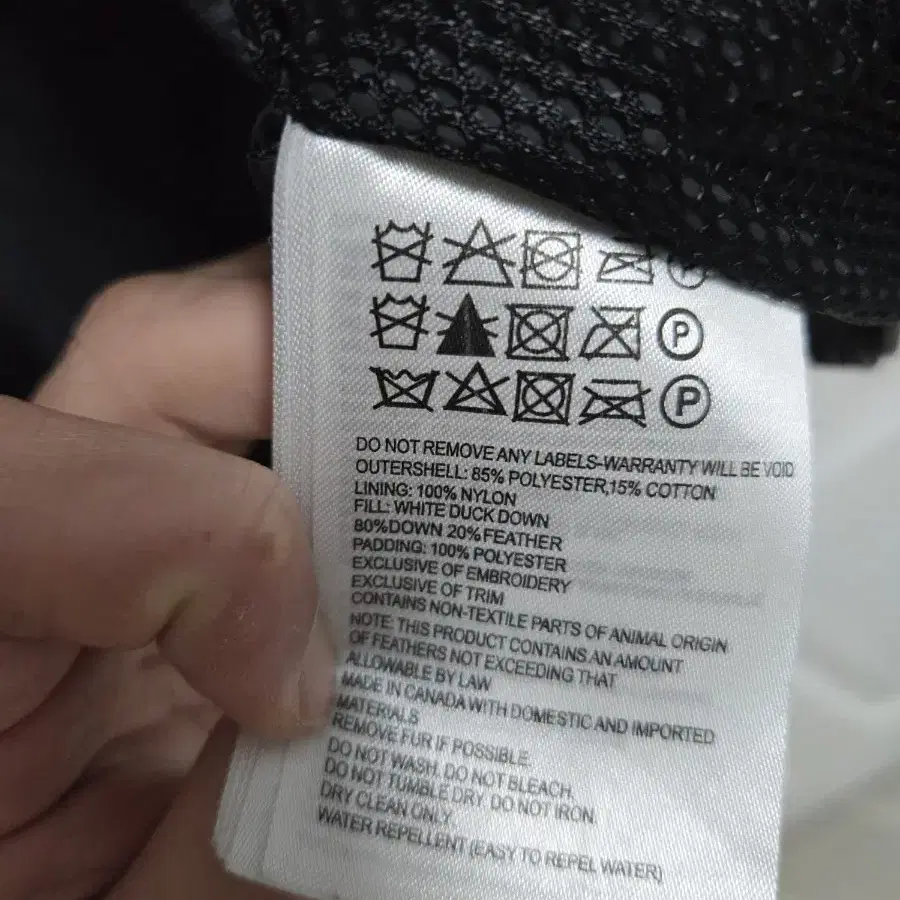 P
P
DO NOT REMOVE ANY LABELS-WARRANTY WILL BE VOID
OUTERSHELL: 85% POLYESTER,15% COTTON
LINING: 100% NYLON
FILL: WHITE DUCK DOWN
80%DOWN 20%FEATHER
PADDING: 100% POLYESTER
EXCLUSIVE OF EMBROIDERY
EXCLUSIVE OF TRIM
CONTAINS NON-TEXTILE PARTS OF ANIMAL ORIGIN
NOTE: THIS PRODUCT CONTAINS AN AMOUNT
OF FEATHERS NOT EXCEEDING THAT
ALLOWABLE BY LAW
MADE IN CANADA WITH DOMESTIC AND IMPORTED
MATERIALS
REMOVE FUR IF POSSIBLE.
DO NOT WASH. DO NOT BLEACH.
DO NOT TUMBLE DRY. DO NOT IRON.
DRY CLEAN ONLY.
WATER REPELLENT (EASY TO REPEL WATER)